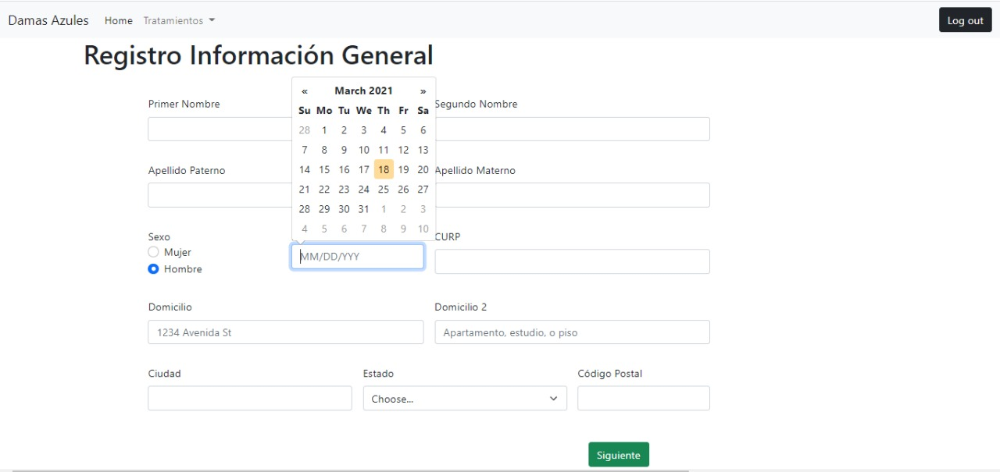 Damas Azules Home Tratamientos Log out
Registro Información General
« March 2021 »
Su Mo Tu We Th Fr Sa
28 1 2 3 4 5 6
7 8 9 10 11 12 13
14 15 16 17 18 19 20
21 22 23 24 25 26 27
28 29 30 31 1 2 3
4 5 6 7 8 9 10
Primer Nombre
Segundo Nombre
Apellido Paterno
Apellido Materno
Sexo
Mujer
Hombre
MM/DD/YYY
CURP
Domicilio
1234 Avenida St
Domicilio 2
Apartamento, estudio, o piso
Ciudad
Estado
Choose...
Código Postal
Siguiente